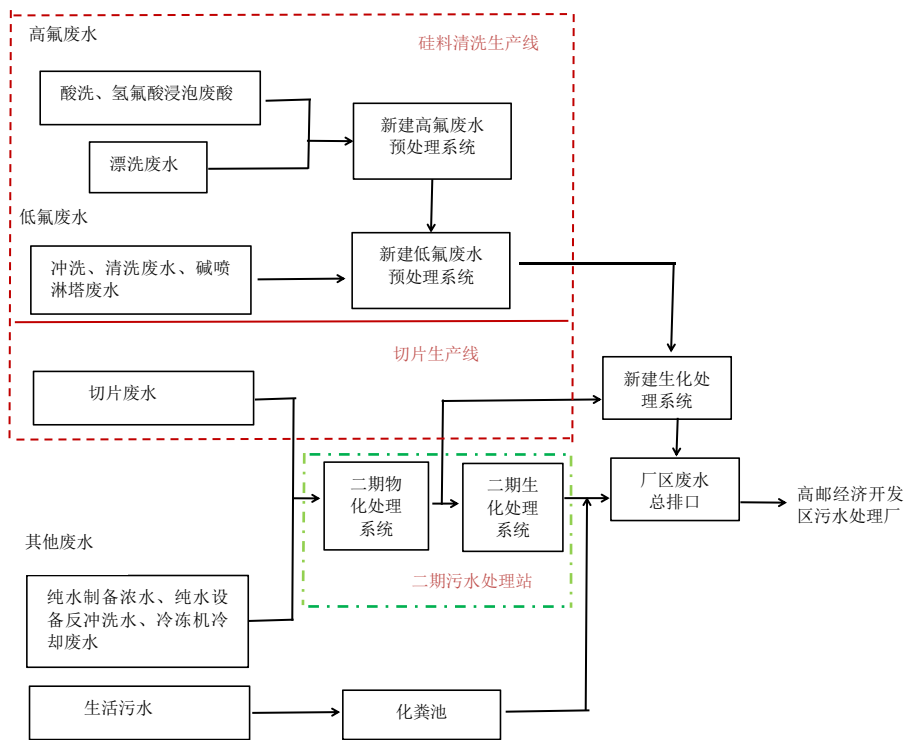 高氟废水
硅料清洗生产线
酸洗、氢氟酸浸泡废酸
新建高氟废水
预处理系统
漂洗废水
低氟废水
新建低氟废水
预处理系统
冲洗、清洗废水、碱喷
淋塔废水
切片生产线
切片废水
新建生化处
理系统
二期物
化处理
系统
二期生
化处理
系统
厂区废水
总排口
高邮经济开发
区污水处理厂
其他废水
二期污水处理站
纯水制备浓水、纯水设
备反冲洗水、冷冻机冷
却废水
生活污水
化粪池